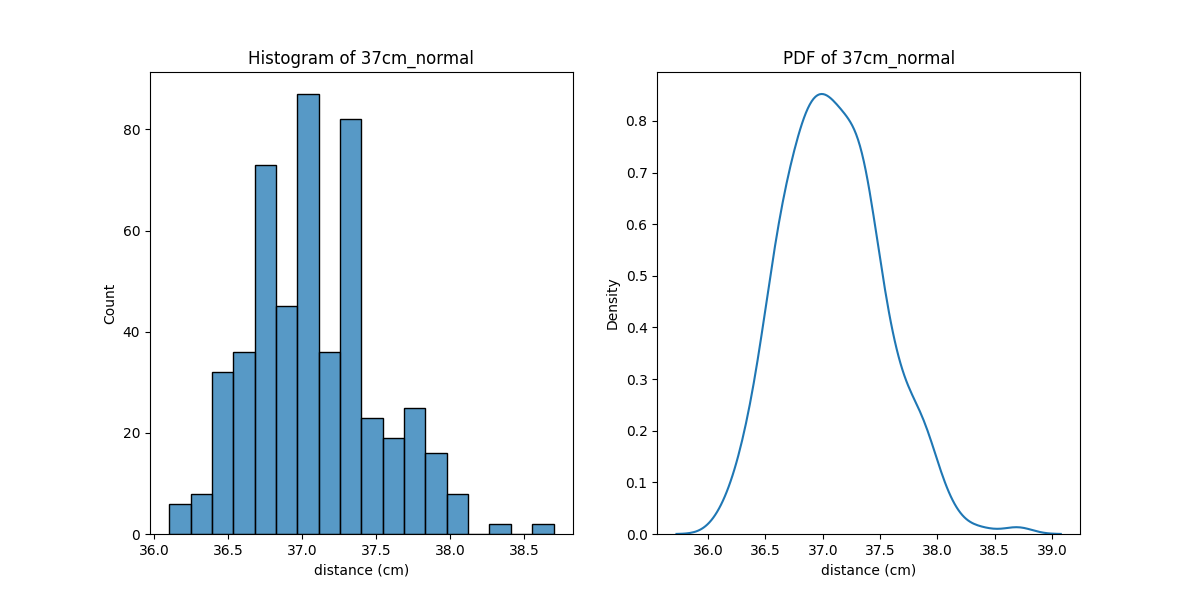 Histogram of 37cm_normal
Count
80
60
40
20
0
36.0 36.5 37.0 37.5 38.0 38.5
distance (cm)
PDF of 37cm_normal
Density
0.8
0.7
0.6
0.5
0.4
0.3
0.2
0.1
0.0
36.0 36.5 37.0 37.5 38.0 38.5 39.0
distance (cm)